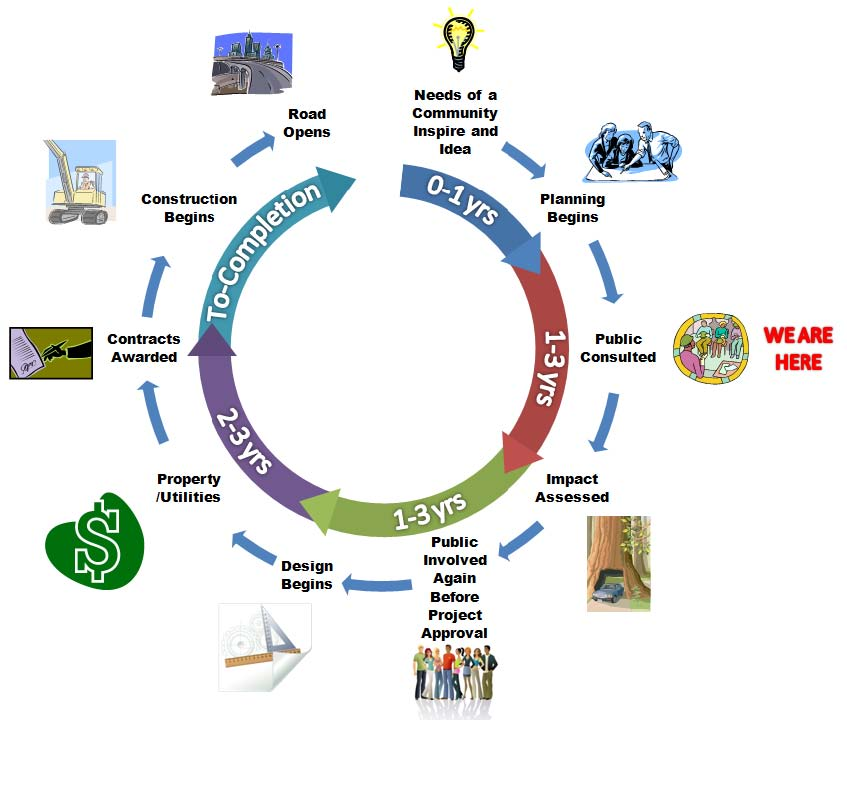 Needs of a
Community
Inspire and
Idea
Planning
Begins
Public
Consulted
WE ARE
HERE
Impact
Assessed
Public
Involved
Again
Before
Project
Approval
Design
Begins
Property
/Utilities
Contracts
Awarded
Construction
Begins
Road
Opens
0-1 yrs
1-3 yrs
1-3 yrs
2-3 yrs
To-Completion